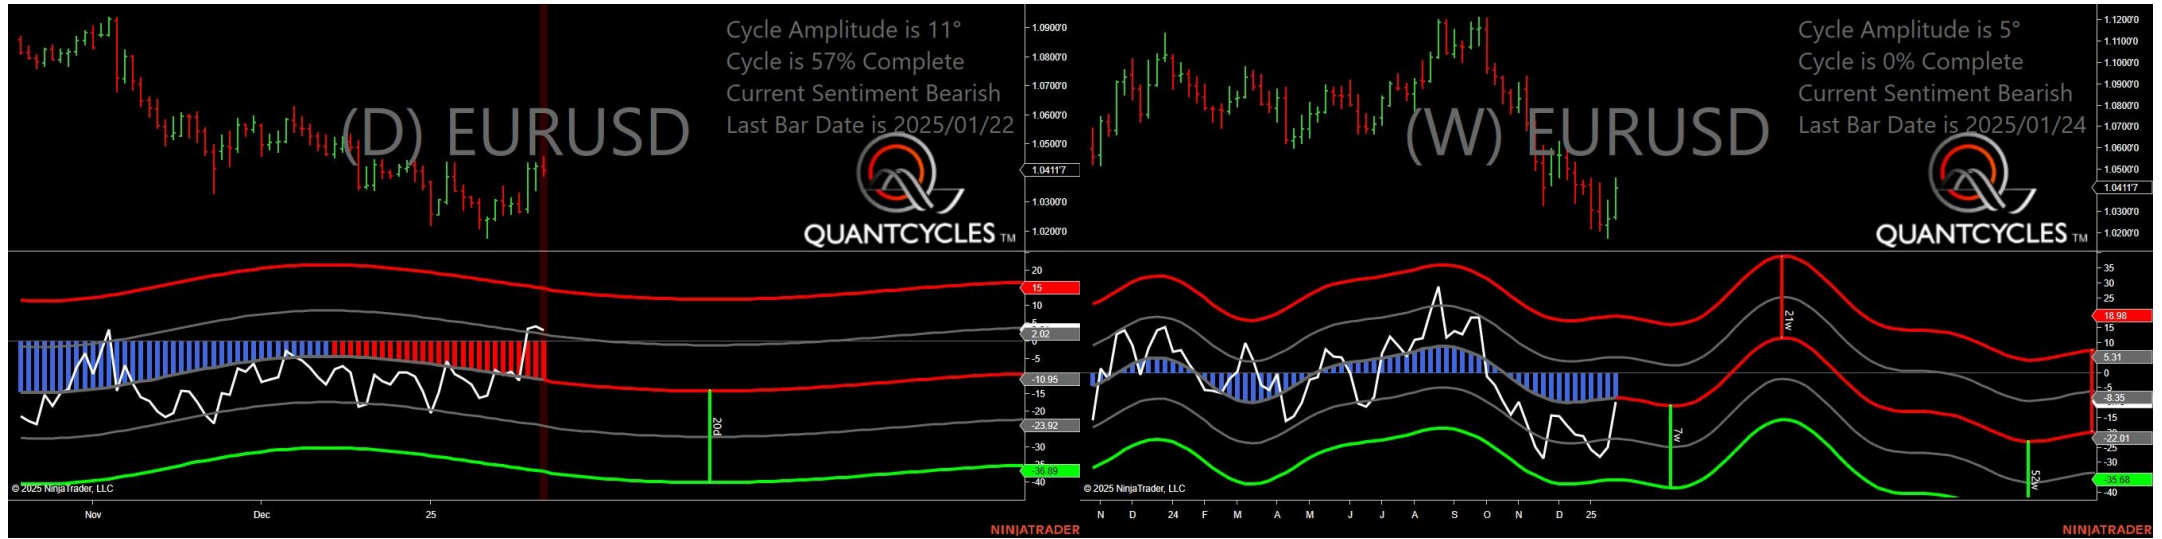 Cycle Amplitude is 11°
Cycle is 57% Complete
Current Sentiment Bearish
Last Bar Date is 2025/01/22
(D) EURUSD
QUANTCYCLES TM
1.0900'0
1.0800'0
1.0700'0
1.0600'0
1.0500'0
1.0411'7
1.0300'0
1.0200'0
20
15
10
2.02
0
-5
-10.95
-15
-20
-23.92
-30
-36.89
-40
20d
© 2025 NinjaTrader, LLC
Nov Dec 25
NINJATRADER
Cycle Amplitude is 5°
Cycle is 0% Complete
Current Sentiment Bearish
Last Bar Date is 2025/01/24
(W) EURUSD
QUANTCYCLES TM
1.1200'0
1.1100'0
1.1000'0
1.0900'0
1.0800'0
1.0700'0
1.0600'0
1.0500'0
1.0411'7
1.0300'0
1.0200'0
35
30
25
18.98
15
10
5.31
0
-5
-8.35
-15
-22.01
-25
-30
-35.68
-40
21w
7w
52w
© 2025 NinjaTrader, LLC
N D 24 F M A M J J A S O N D 25
NINJATRADER